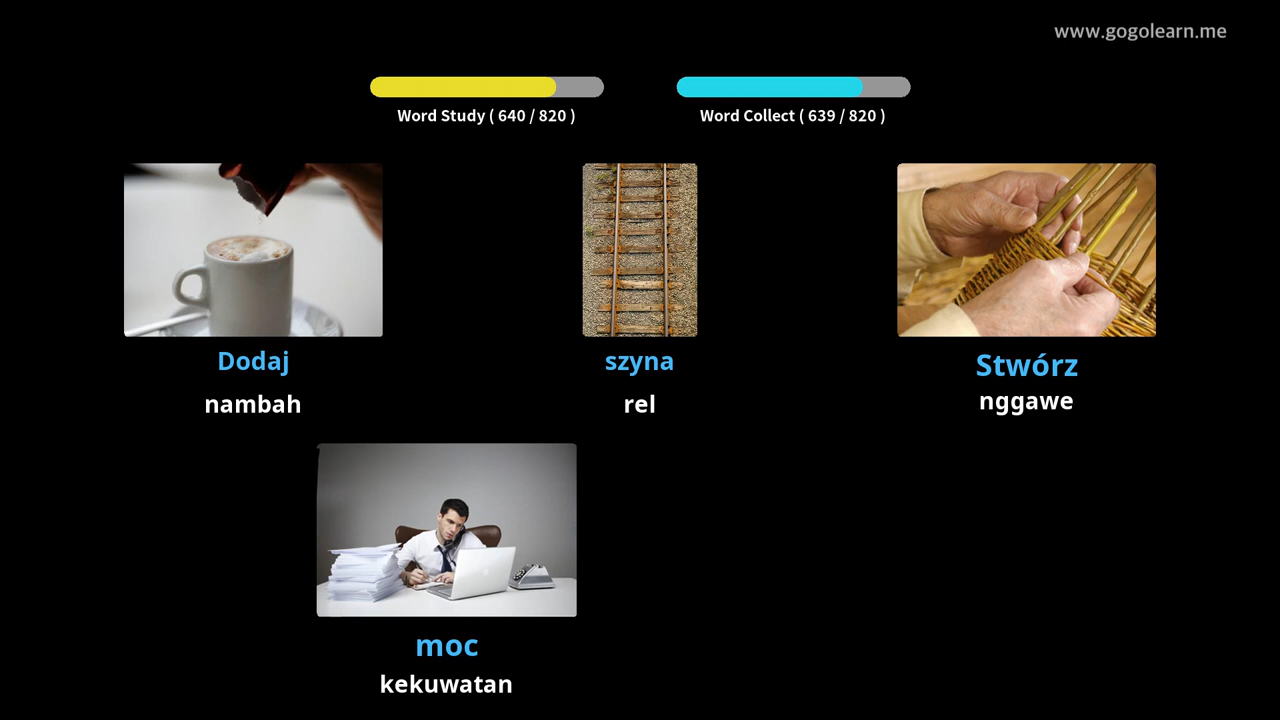 www.gogolearn.me
Word Study ( 640 / 820 )
Word Collect ( 639 / 820 )
Dodaj
nambah
szyna
rel
Stwórz
nggawe
moc
kekuwatan